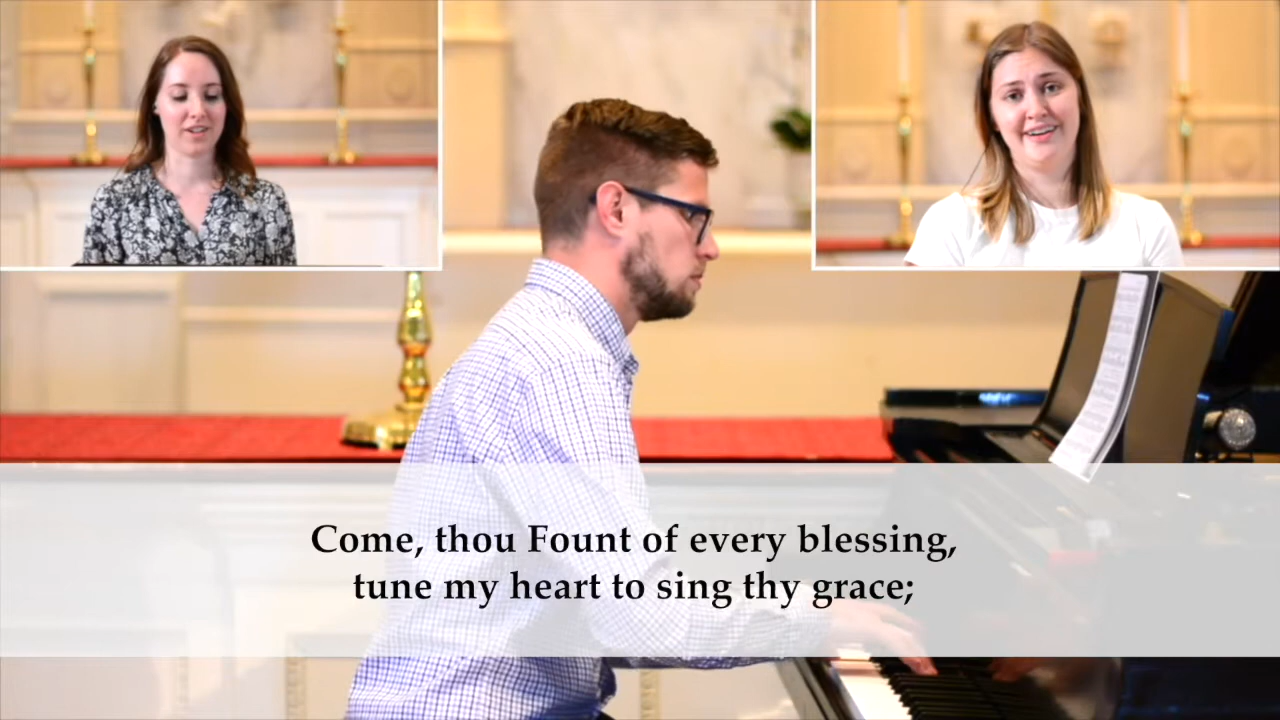 Come, thou Fount of every blessing,
tune my heart to sing thy grace;